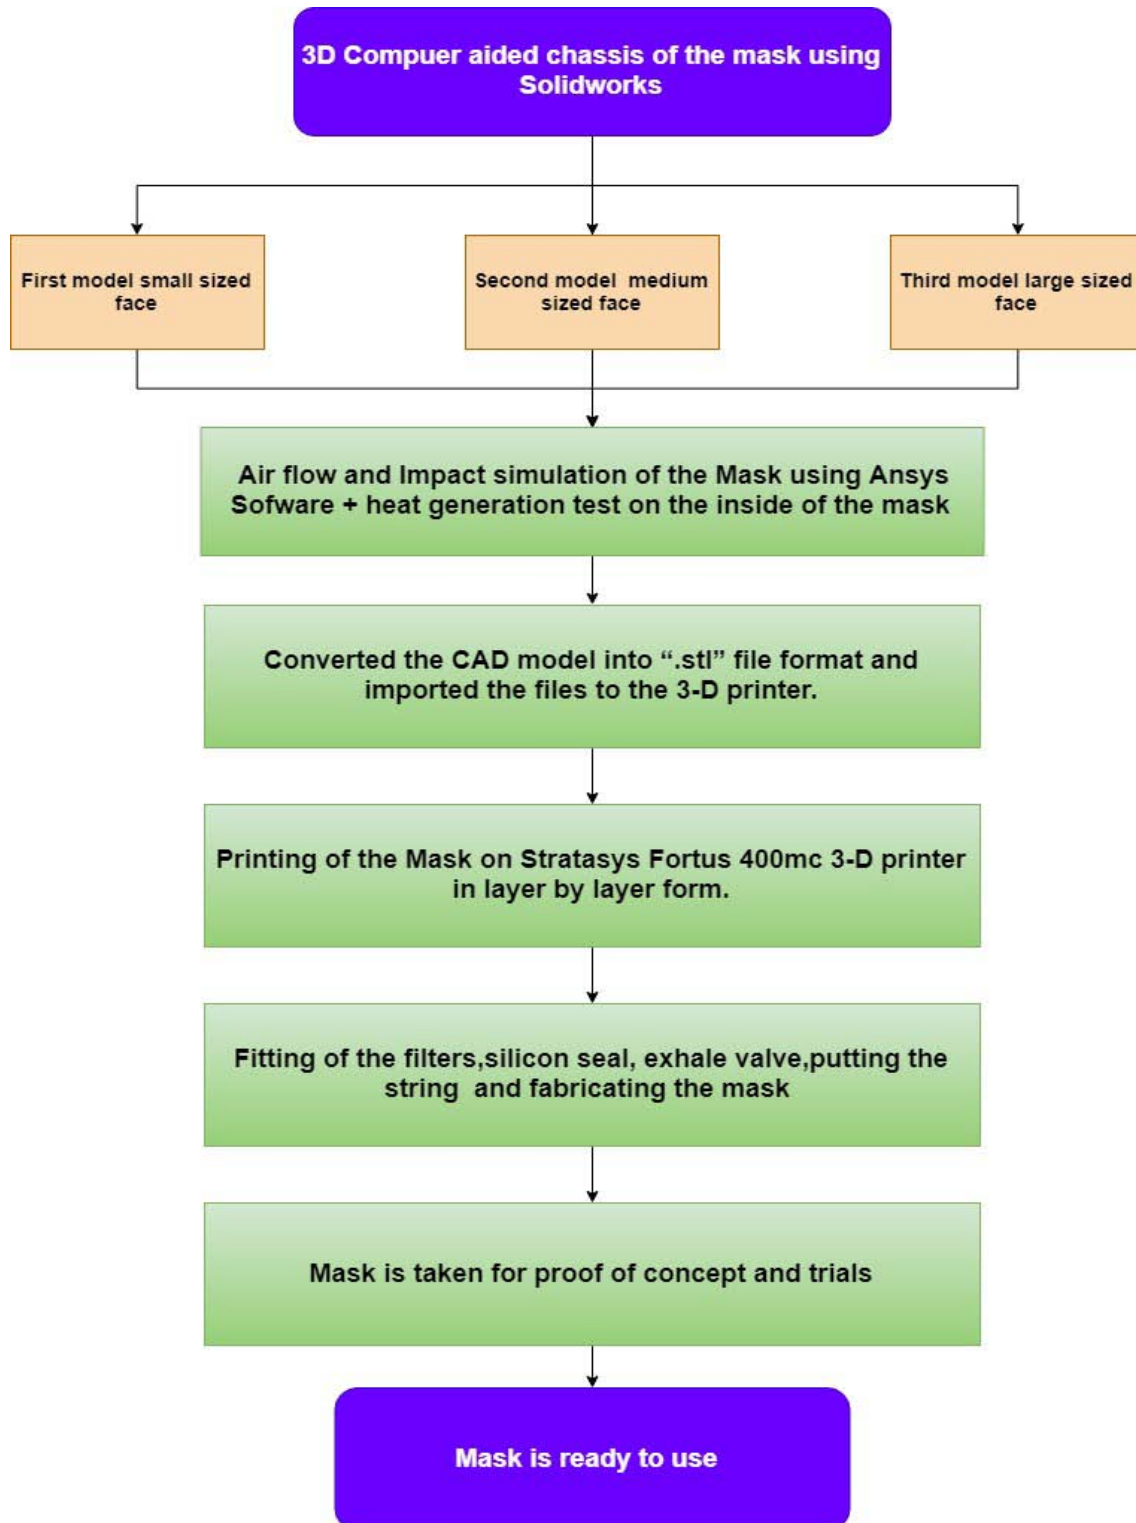 3D Compuer aided chassis of the mask using
Solidworks
First model small sized
face
Second model  medium
sized face
Third model large sized
face
Air flow and Impact simulation of the Mask using Ansys
Sofware + heat generation test on the inside of the mask
Converted the CAD model into “.stl” file format and
imported the files to the 3-D printer.
Printing of the Mask on Stratasys Fortus 400mc 3-D printer
in layer by layer form.
Fitting of the filters,silicon seal, exhale valve,putting the
string  and fabricating the mask
Mask is taken for proof of concept and trials
Mask is ready to use